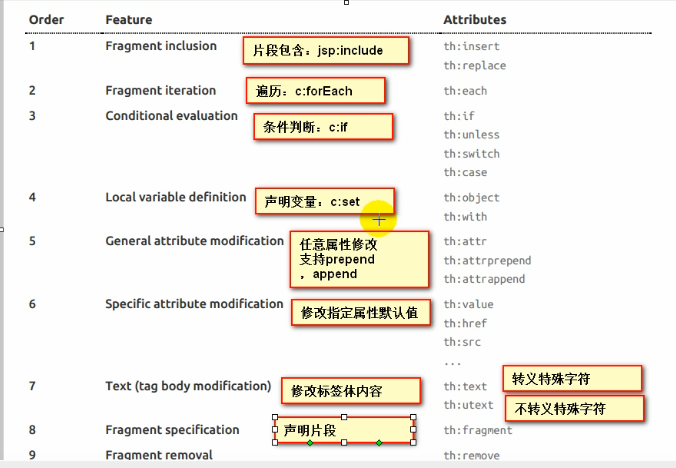 Order Feature Attributes
1 Fragment inclusion 片段包含：jsp:include th:insert
th:replace
2 Fragment iteration 遍历：c:forEach th:each
3 Conditional evaluation 条件判断：c:if th:if
th:unless
th:switch
th:case
4 Local variable definition 声明变量：c:set th:object
th:with
5 General attribute modification 任意属性修改 th:attr
支持prepend th:attrprepend
，append th:attrappend
6 Specific attribute modification 修改指定属性默认值 th:value
th:href
th:src
...
7 Text (tag body modification) 修改标签体内容 th:text 转义特殊字符
th:utext 不转义特殊字符
8 Fragment specification 声明片段 th:fragment
9 Fragment removal th:remove